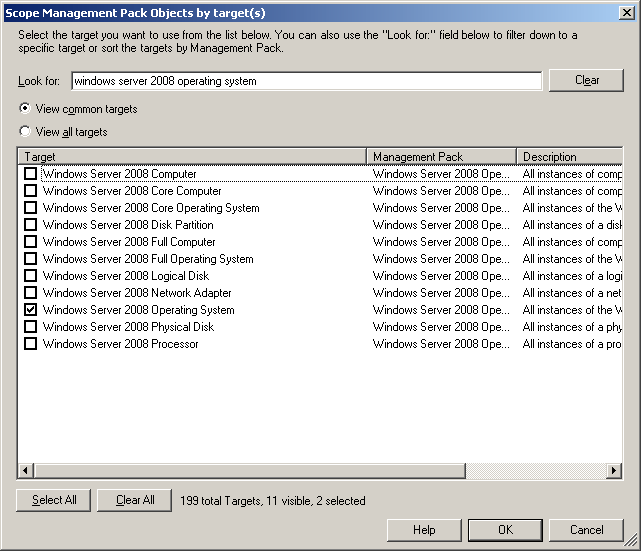 Scope Management Pack Objects by target(s)
Select the target you want to use from the list below. You can also use the "Look for:" field below to filter down to a
specific target or sort the targets by Management Pack.
Look for: windows server 2008 operating system Clear
View common targets
View all targets
Target Management Pack Description
Windows Server 2008 Computer Windows Server 2008 Ope... All instances of comp
Windows Server 2008 Core Computer Windows Server 2008 Ope... All instances of comp
Windows Server 2008 Core Operating System Windows Server 2008 Ope... All instances of the W
Windows Server 2008 Disk Partition Windows Server 2008 Ope... All instances of a disk
Windows Server 2008 Full Computer Windows Server 2008 Ope... All instances of comp
Windows Server 2008 Full Operating System Windows Server 2008 Ope... All instances of the W
Windows Server 2008 Logical Disk Windows Server 2008 Ope... All instances of a logi
Windows Server 2008 Network Adapter Windows Server 2008 Ope... All instances of a net
Windows Server 2008 Operating System Windows Server 2008 Ope... All instances of the W
Windows Server 2008 Physical Disk Windows Server 2008 Ope... All instances of a phy
Windows Server 2008 Processor Windows Server 2008 Ope... All instances of a pro
Select All Clear All 199 total Targets, 11 visible, 2 selected
Help OK Cancel